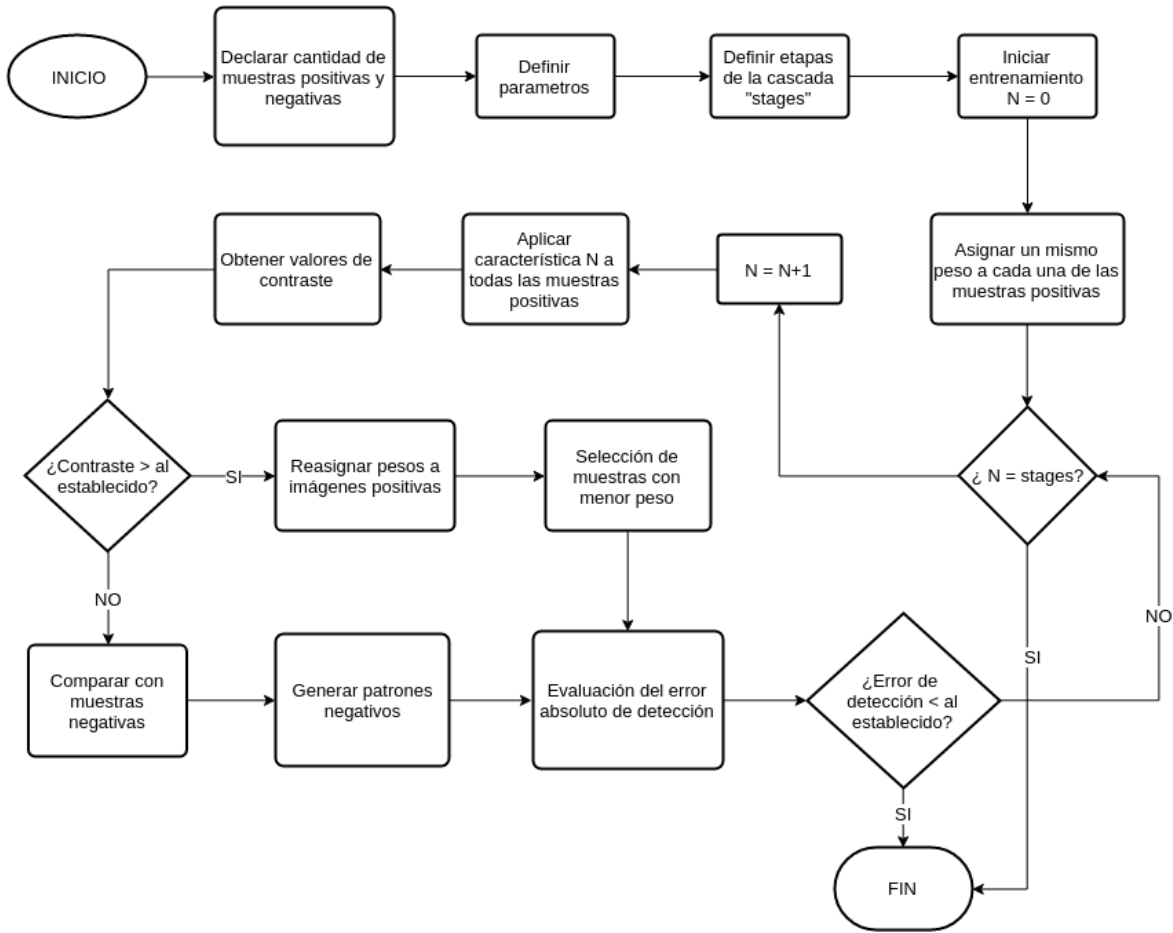 INICIO
Declarar cantidad de
muestras positivas y
negativas
Definir
parametros
Definir etapas
de la cascada
"stages"
Iniciar
entrenamiento
N = 0
Asignar un mismo
peso a cada una de las
muestras positivas
N = N+1
Aplicar
característica N a
todas las muestras
positivas
Obtener valores de
contraste
¿Contraste > al
establecido?
SI
Reasignar pesos a
imágenes positivas
Selección de
muestras con
menor peso
¿ N = stages?
NO
Comparar con
muestras
negativas
Generar patrones
negativos
Evaluación del error
absoluto de detección
¿Error de
detección < al
establecido?
SI
NO
SI
FIN